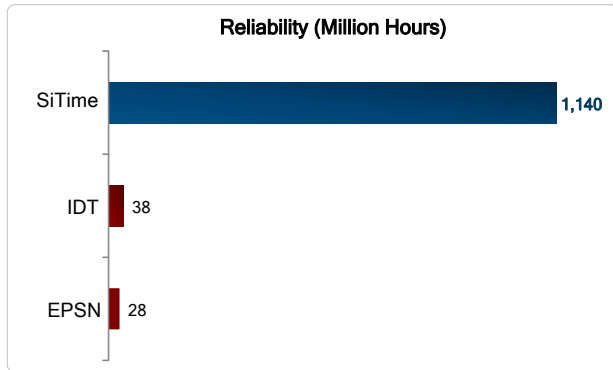 Reliability (Million Hours)
SiTime
1,140
IDT
38
EPSN
28